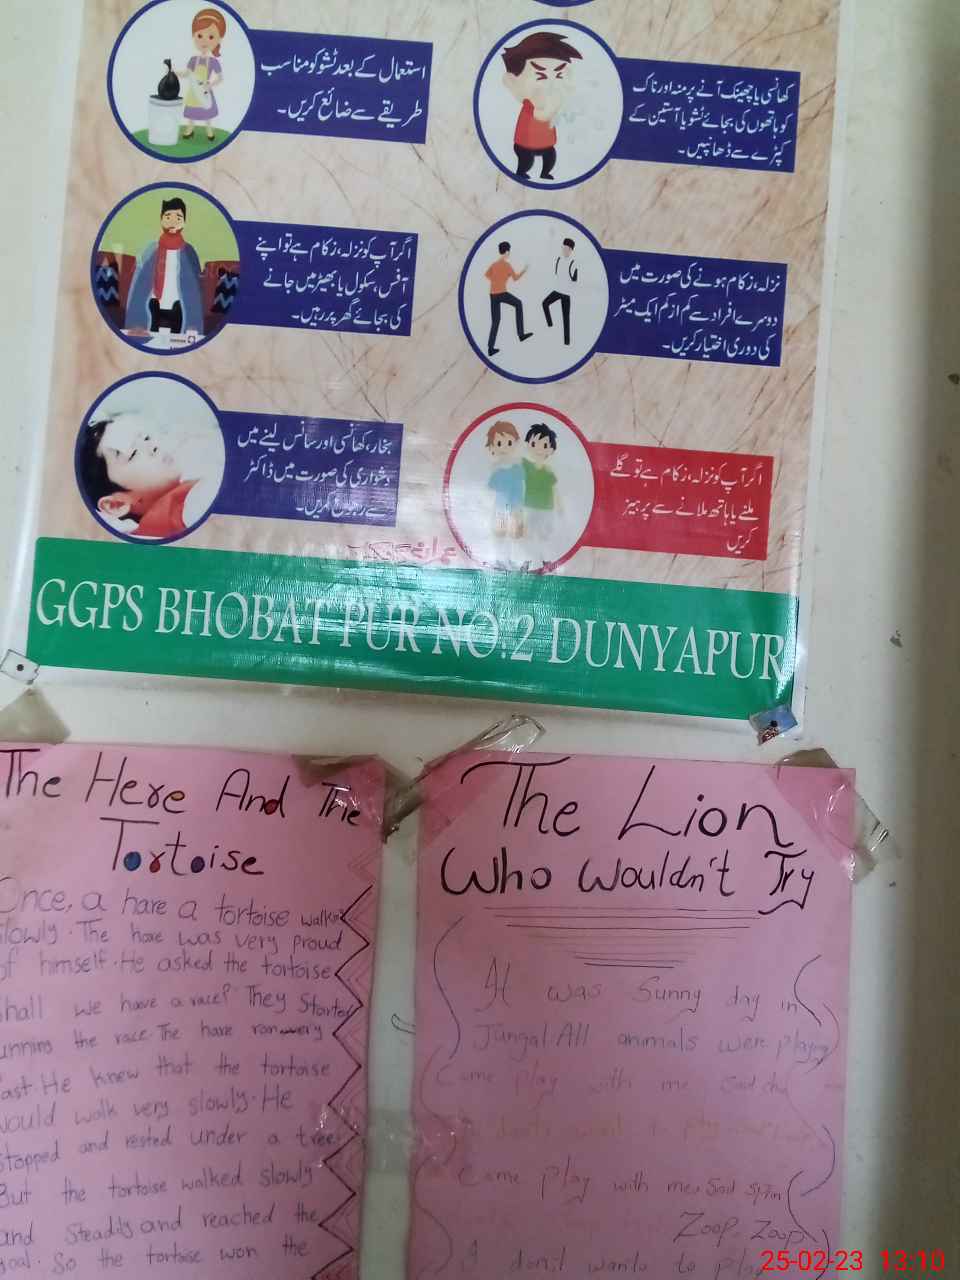 استعمال کے بعد ٹشو کو مناسب
طریقے سے ضائع کریں۔
کھانسی یا چھینک آنے پر منہ اور ناک
کو ہاتھوں کی بجائے ٹشو یا آستین کے
کپڑے سے ڈھانپیں۔
اگر آپ کو نزلہ، زکام ہے تو اپنے
آفس، سکول یا بھیڑ میں جانے
کی بجائے گھر پر رہیں۔
نزلہ، زکام ہونے کی صورت میں
دوسرے افراد سے کم از کم ایک میٹر
کی دوری اختیار کریں۔
بخار، کھانسی اور سانس لینے میں
دشواری کی صورت میں ڈاکٹر
سے کریں۔
اگر آپ کو نزلہ، زکام ہے تو گلے
ملنے یا ہاتھ ملانے سے پرہیز
کریں
GGPS BHOBAT PUR NO.2 DUNYAPUR
The Here And The
Tortoise
Once, a hare a tortoise walking
slowly. The hare was very proud
of himself. He asked the tortoise
shall we have a race? They started
unning the race. The hare ran very
fast. He knew that the tortoise
would walk very slowly. He
stopped and rested under a tree.
But the tortoise walked slowly
and steadily and reached the
goal. So the tortoise won the
The Lion
Who Wouldn't Try
It was Sunny day in
Jungal. All animals were playing
Come play with me, Said
I don't want to play
Come play with me, Said
Zoop, Zoop
I don't wants to play
25-02-23 13:10